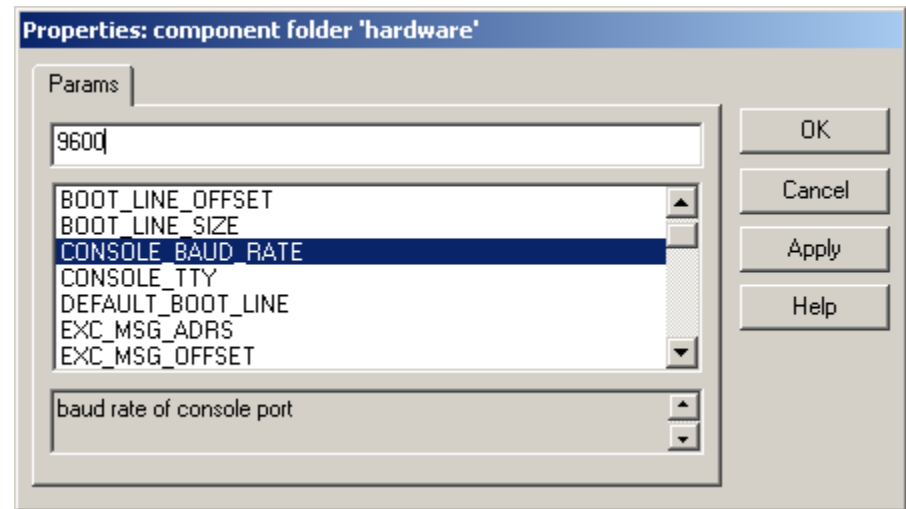 Properties: component folder 'hardware'
Params
9600
BOOT_LINE_OFFSET
BOOT_LINE_SIZE
CONSOLE_BAUD_RATE
CONSOLE_TTY
DEFAULT_BOOT_LINE
EXC_MSG_ADRS
EXC_MSG_OFFSET
baud rate of console port
OK
Cancel
Apply
Help